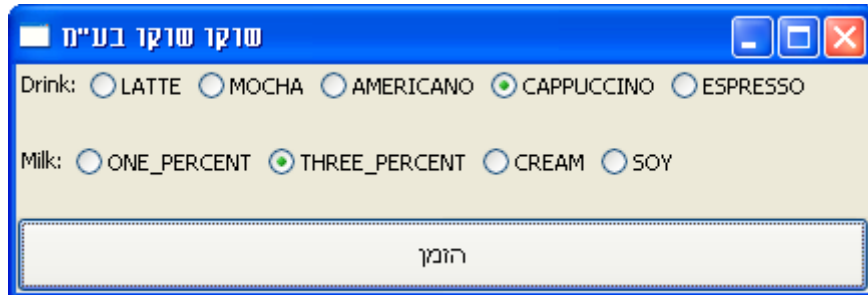 שוקו שוקו בע"מ
Drink: LATTE MOCHA AMERICANO CAPPUCCINO ESPRESSO
Milk: ONE_PERCENT THREE_PERCENT CREAM SOY
הזמן